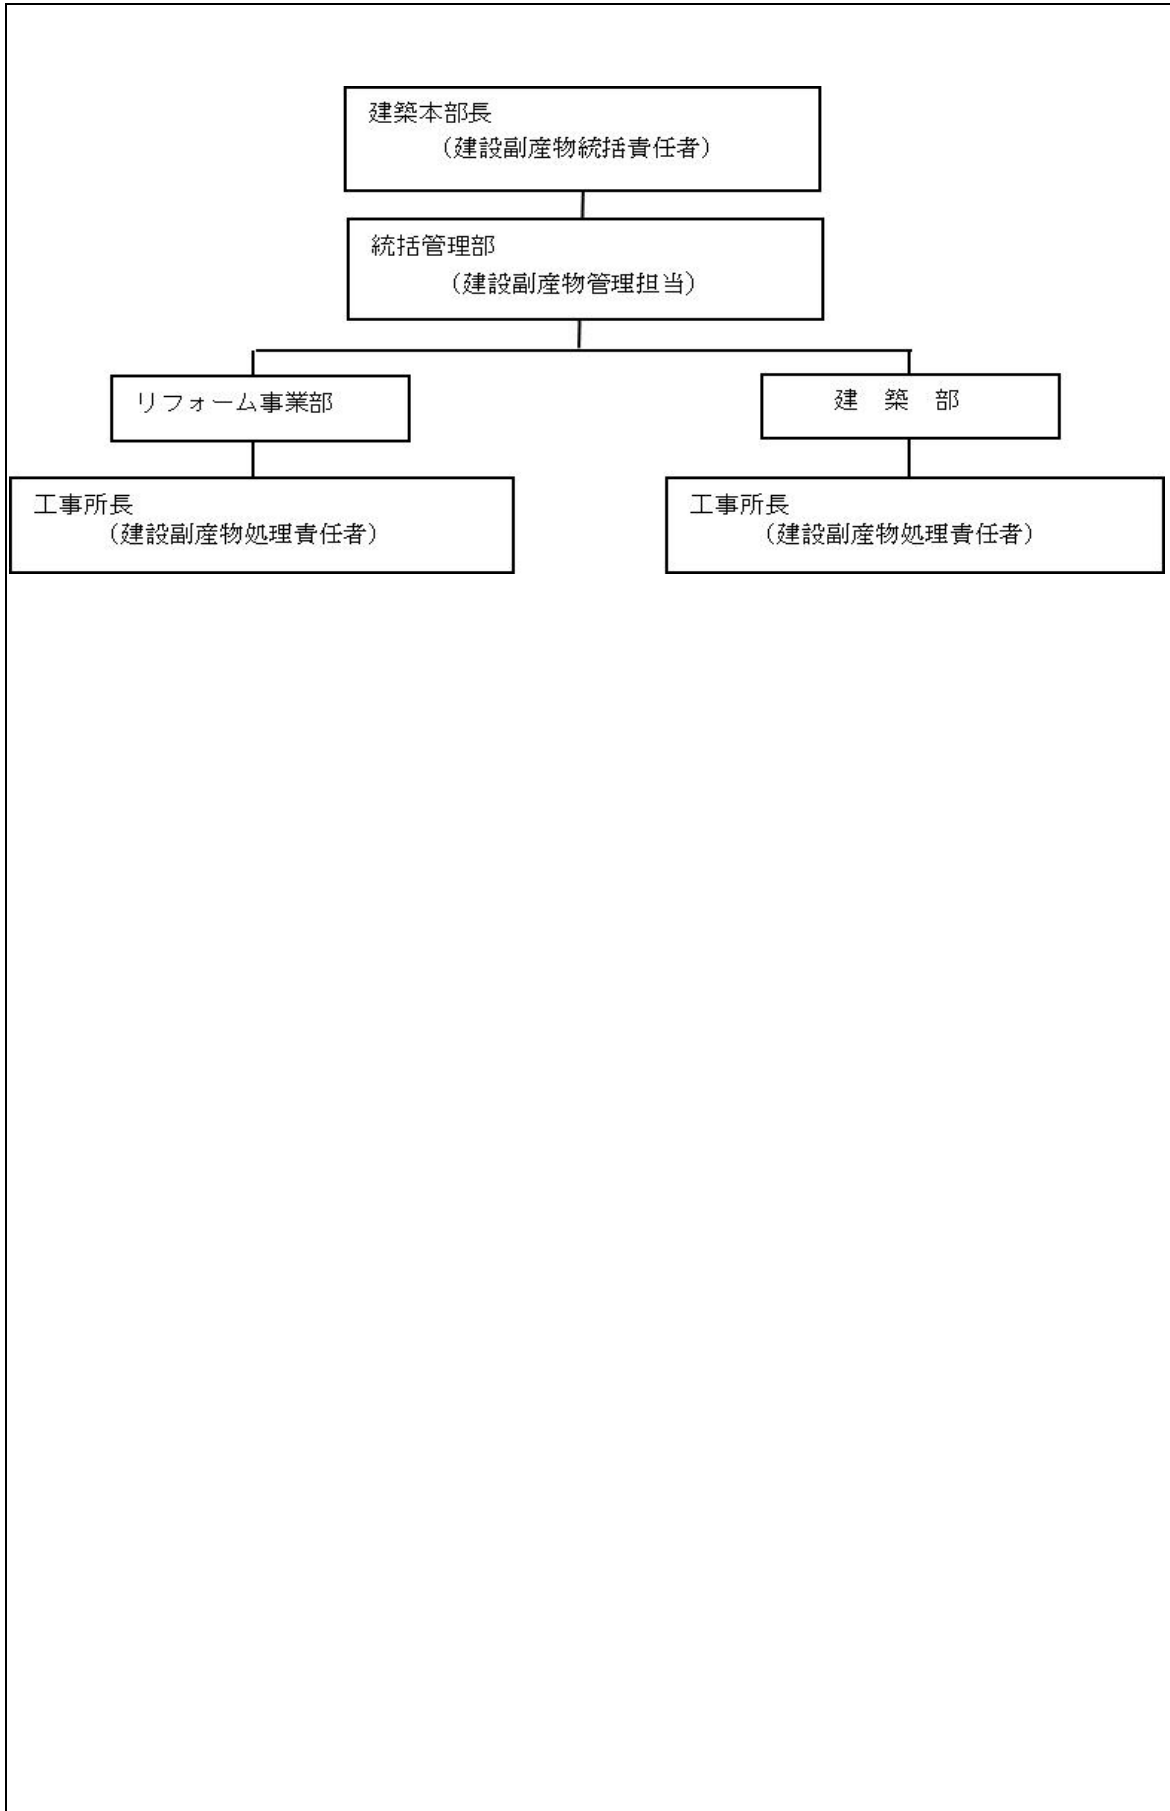 建築本部長
（建設副産物統括責任者）
統括管理部
（建設副産物管理担当）
リフォーム事業部
建　築　部
工事所長
（建設副産物処理責任者）
工事所長
（建設副産物処理責任者）